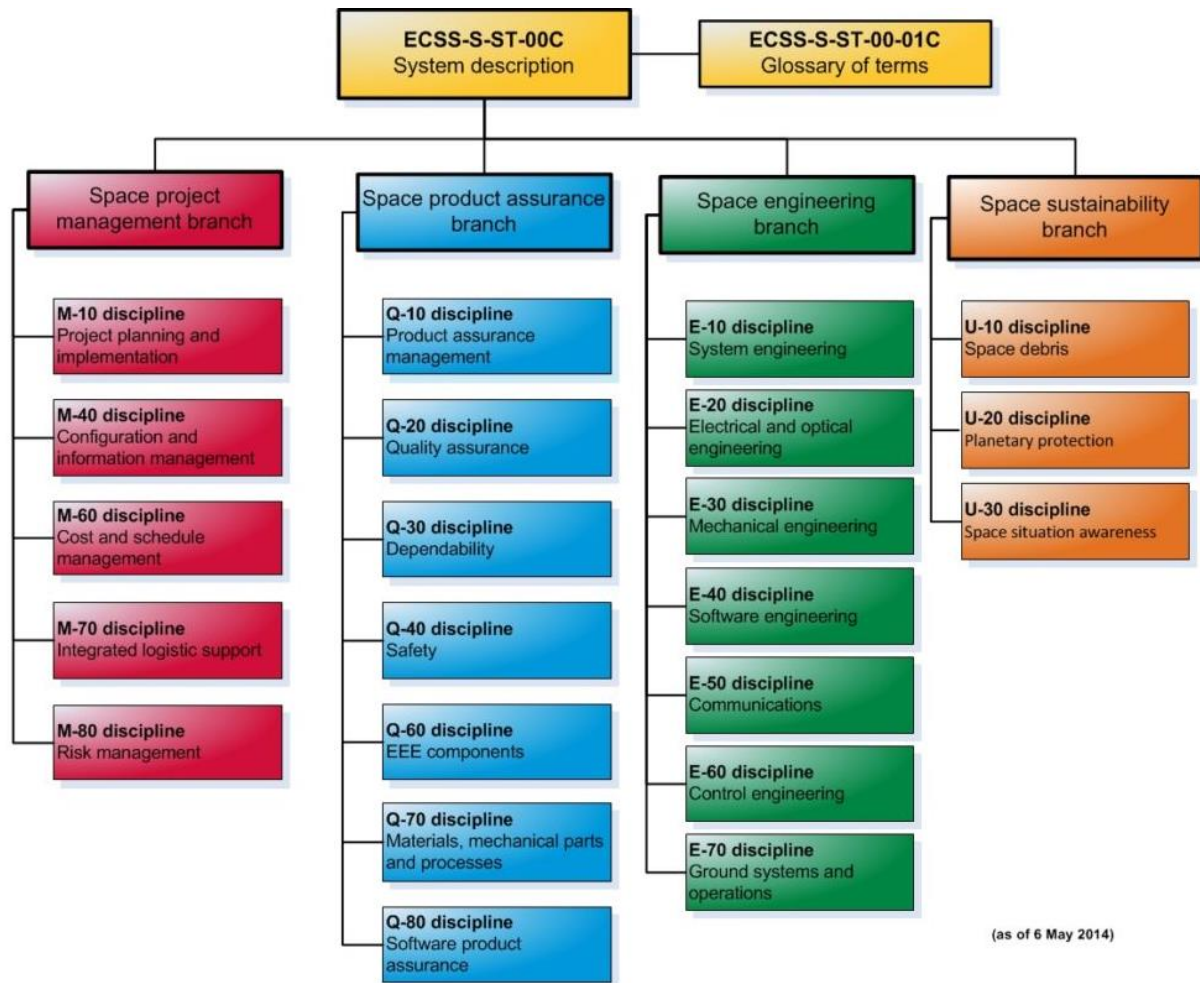 ECSS-S-ST-00C
System description
ECSS-S-ST-00-01C
Glossary of terms
Space project
management branch
M-10 discipline
Project planning and
implementation
M-40 discipline
Configuration and
information management
M-60 discipline
Cost and schedule
management
M-70 discipline
Integrated logistic support
M-80 discipline
Risk management
Space product assurance
branch
Q-10 discipline
Product assurance
management
Q-20 discipline
Quality assurance
Q-30 discipline
Dependability
Q-40 discipline
Safety
Q-60 discipline
EEE components
Q-70 discipline
Materials, mechanical parts
and processes
Q-80 discipline
Software product
assurance
Space engineering
branch
E-10 discipline
System engineering
E-20 discipline
Electrical and optical
engineering
E-30 discipline
Mechanical engineering
E-40 discipline
Software engineering
E-50 discipline
Communications
E-60 discipline
Control engineering
E-70 discipline
Ground systems and
operations
Space sustainability
branch
U-10 discipline
Space debris
U-20 discipline
Planetary protection
U-30 discipline
Space situation awareness
(as of 6 May 2014)